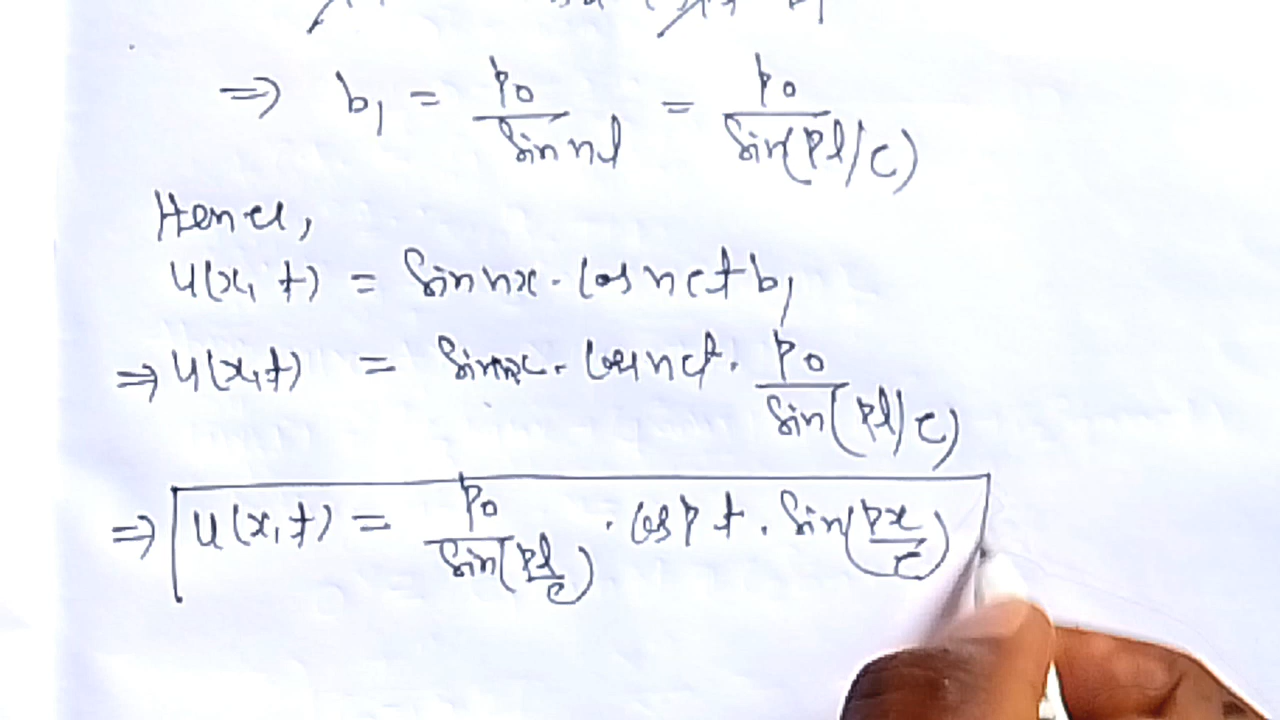 ⇒ b₁ = p₀/sin nl = p₀/sin(pl/c)
Hence,
u(x, t) = sin nx · cos nct b₁
⇒ u(x, t) = sin nx · cos nct · p₀/sin(pl/c)
⇒ u(x, t) = p₀/sin(pl/c) · cos pt · sin(px/c)